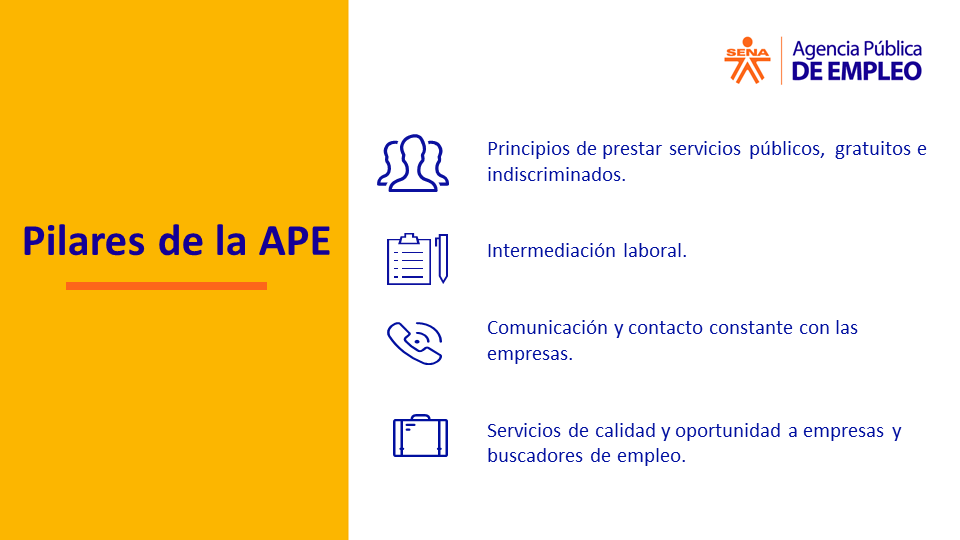 SENA
Agencia Pública
DE EMPLEO
Pilares de la APE
Principios de prestar servicios públicos, gratuitos e
indiscriminados.
Intermediación laboral.
Comunicación y contacto constante con las
empresas.
Servicios de calidad y oportunidad a empresas y
buscadores de empleo.